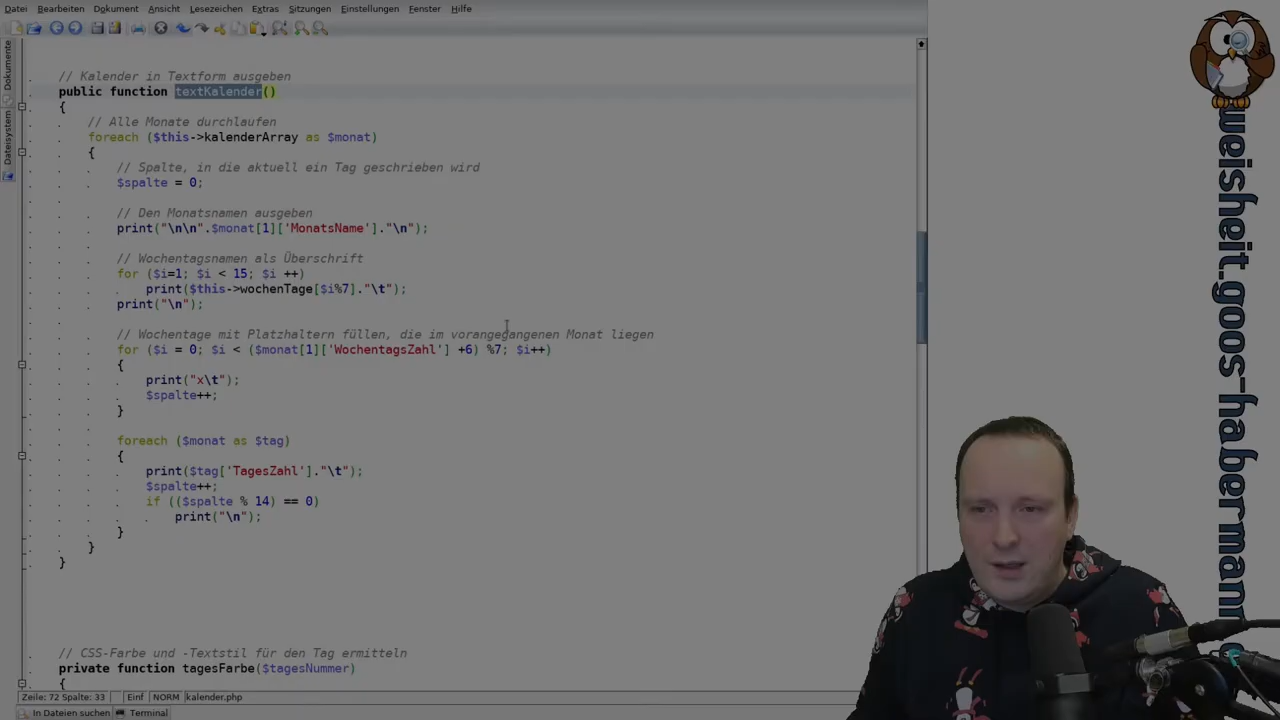 Datei Bearbeiten Dokument Ansicht Lesezeichen Extras Sitzungen Einstellungen Fenster Hilfe
Dokumente
Dateisystem
// Kalender in Textform ausgeben
public function textKalender()
{
// Alle Monate durchlaufen
foreach ($this->kalenderArray as $monat)
{
// Spalte, in die aktuell ein Tag geschrieben wird
$spalte = 0;
// Den Monatsnamen ausgeben
print("\n\n".$monat[1]['MonatsName']."\n");
// Wochentagsnamen als Überschrift
for ($i=1; $i < 15; $i ++)
print($this->wochenTage[$i%7]."\t");
print("\n");
// Wochentage mit Platzhaltern füllen, die im vorangegangenen Monat liegen
for ($i = 0; $i < ($monat[1]['WochentagsZahl'] +6) %7; $i++)
{
print("x\t");
$spalte++;
}
foreach ($monat as $tag)
{
print($tag['TagesZahl']."\t");
$spalte++;
if (($spalte % 14) == 0)
print("\n");
}
}
}
// CSS-Farbe und -Textstil für den Tag ermitteln
private function tagesFarbe($tagesNummer)
{
Zeile: 72 Spalte: 33 Einf NORM kalender.php
In Dateien suchen Terminal
weisheit.goos-habermann